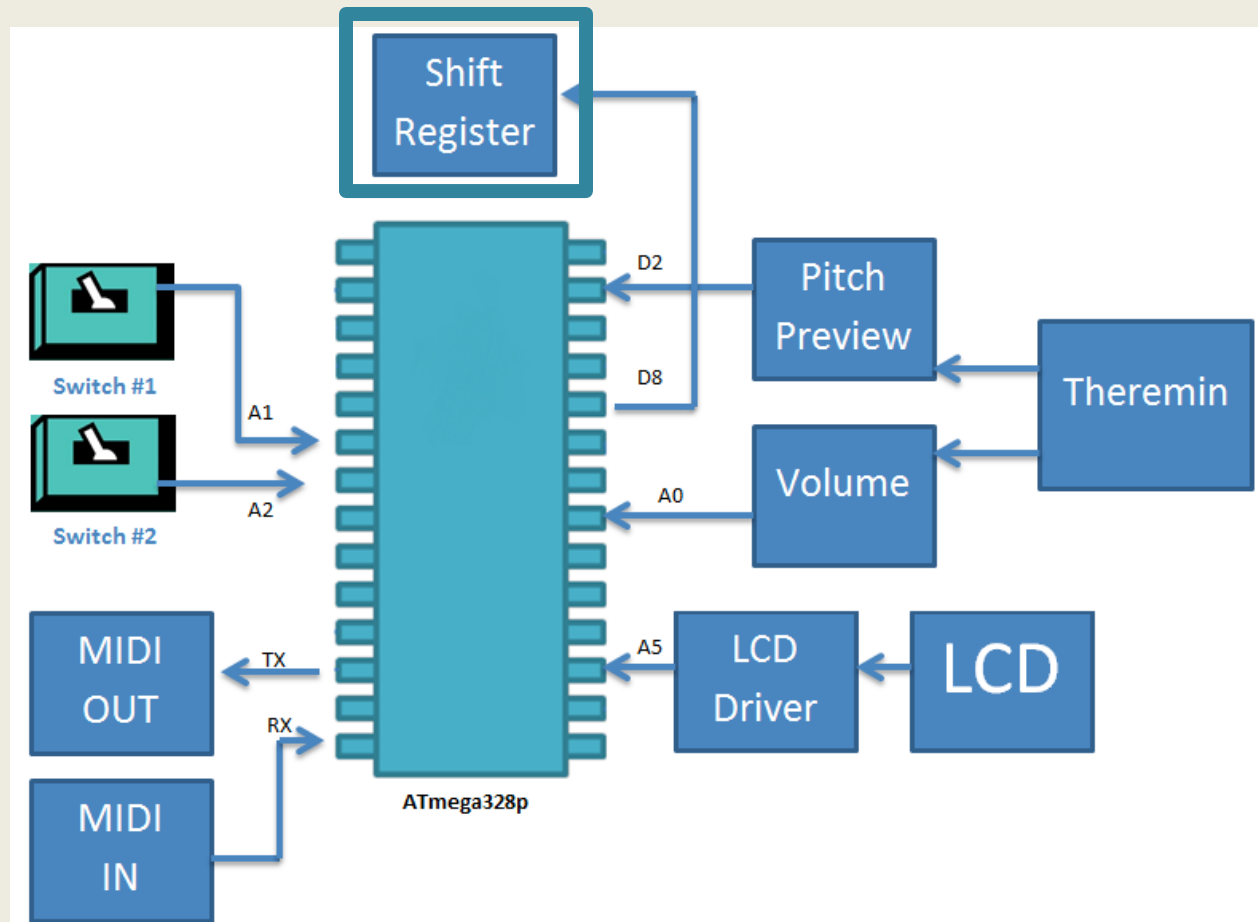 Shift
Register
D2
Pitch
Preview
Theremin
Switch #1
D8
A1
Volume
A0
A2
Switch #2
MIDI
OUT
TX
A5
LCD
Driver
LCD
RX
ATmega328p
MIDI
IN